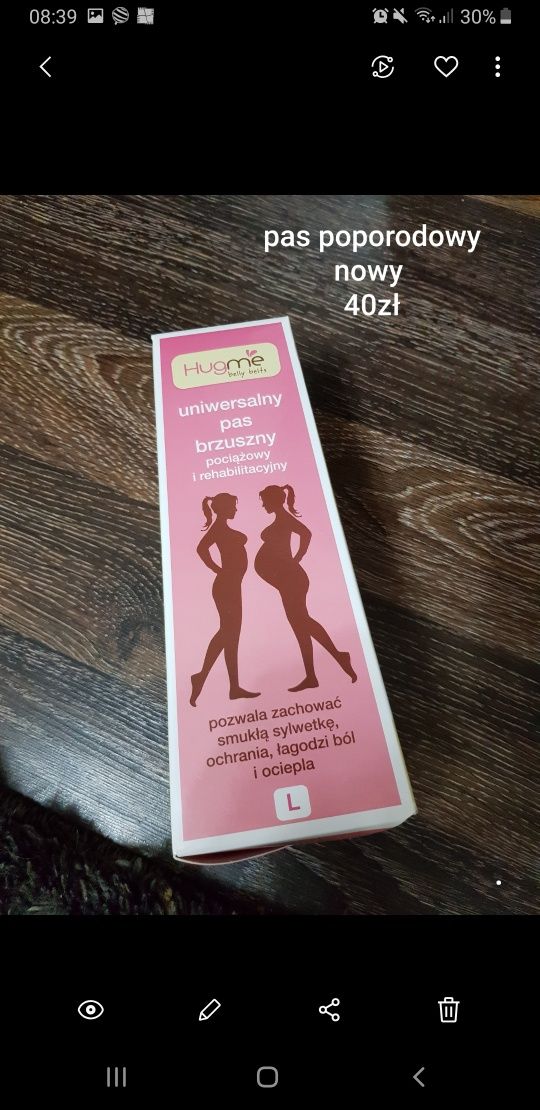 08:39
30%
pas poporodowy
nowy
40zł
Hugme
belly belts
uniwersalny
pas
brzuszny
pociążowy
i rehabilitacyjny
pozwala zachować
smukłą sylwetkę,
ochrania, łagodzi ból
i ociepla
L